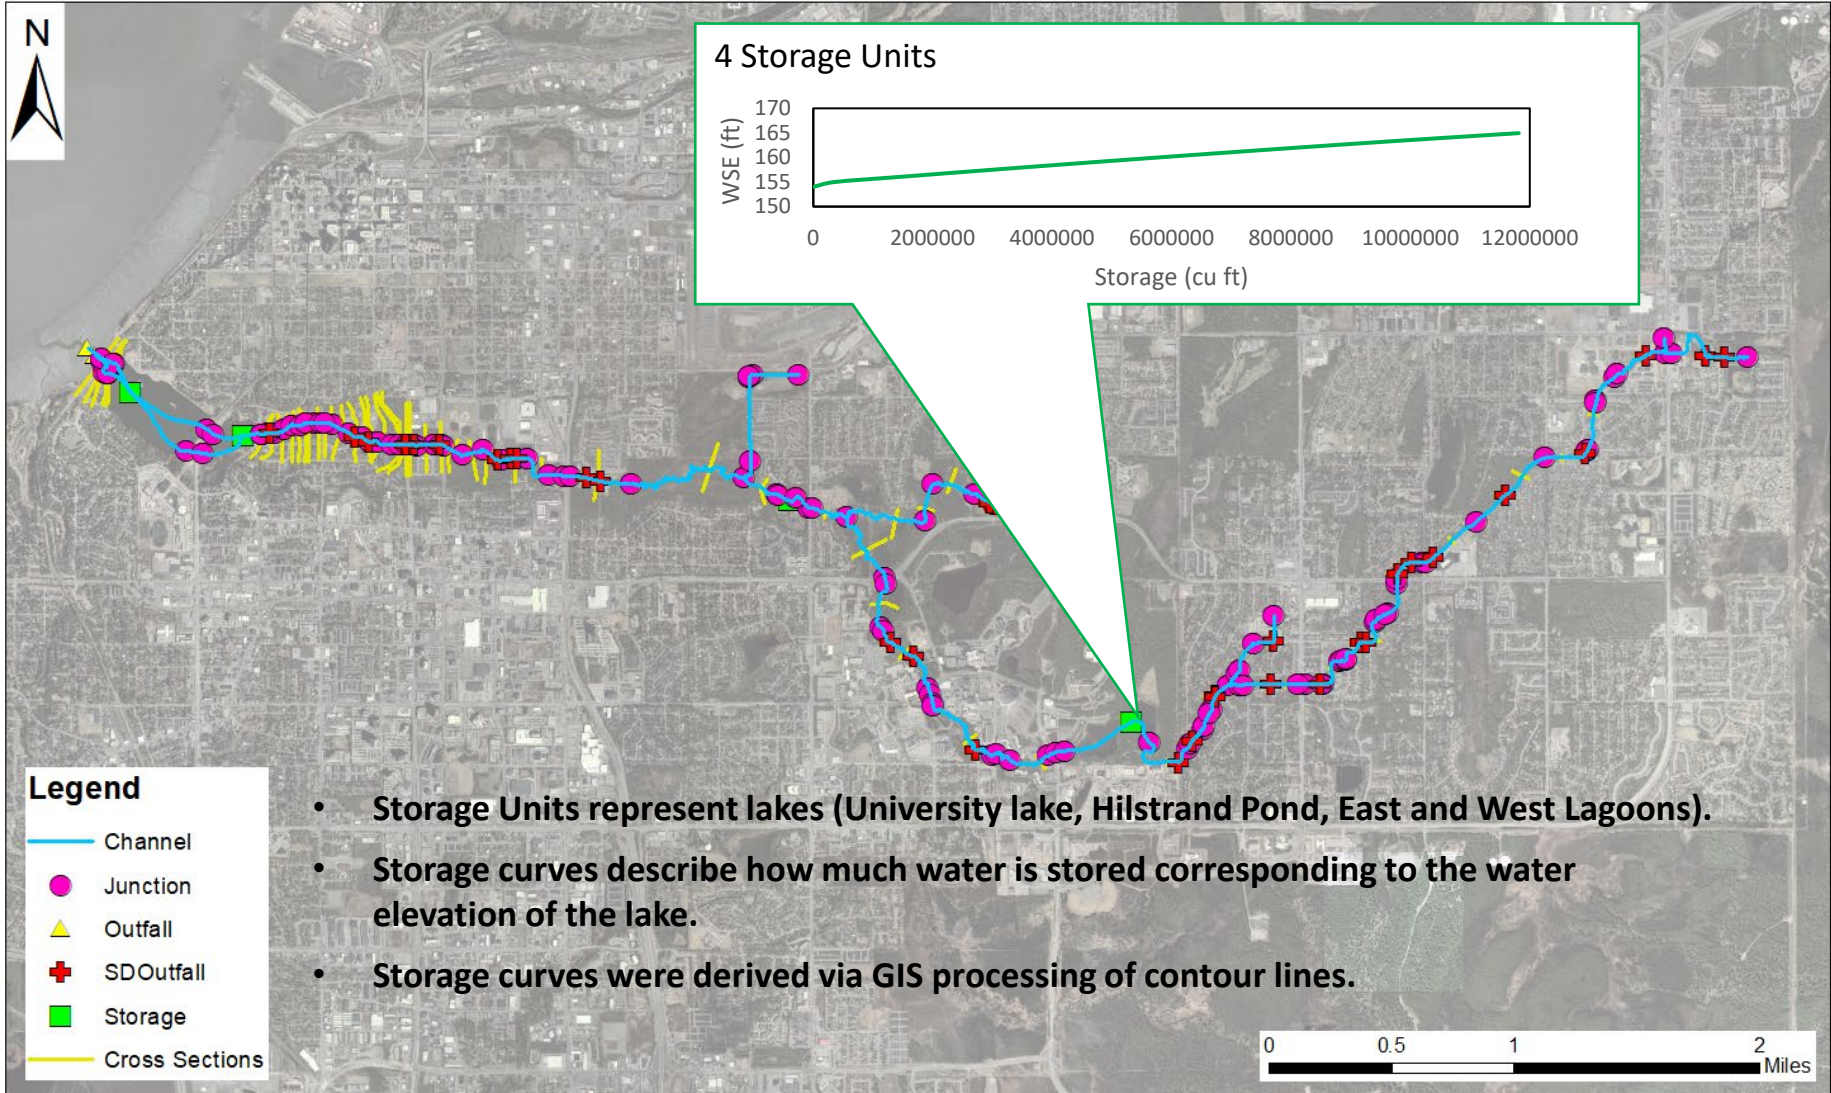 N
4 Storage Units
170
165
160
155
150
WSE (ft)
0 2000000 4000000 6000000 8000000 10000000 12000000
Storage (cu ft)
Legend
Channel
Junction
Outfall
SDOutfall
Storage
Cross Sections
• Storage Units represent lakes (University lake, Hilstrand Pond, East and West Lagoons).
• Storage curves describe how much water is stored corresponding to the water
elevation of the lake.
• Storage curves were derived via GIS processing of contour lines.
0 0.5 1 2
Miles